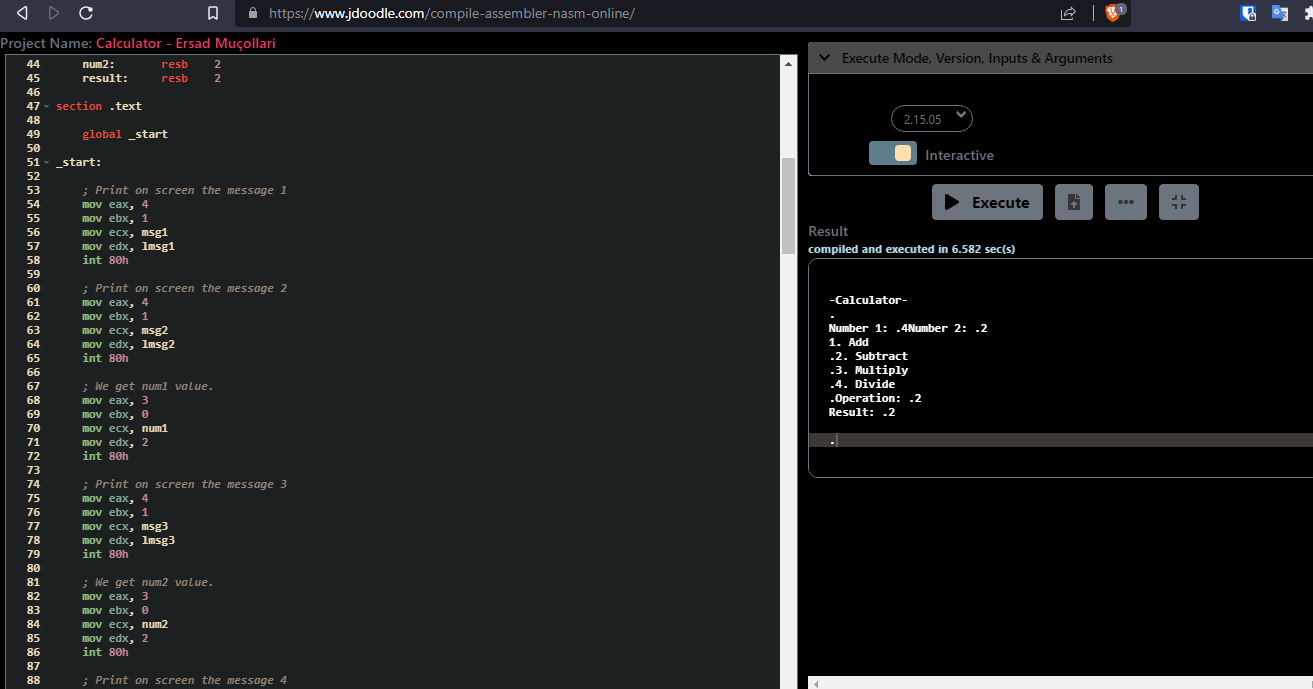 https://www.jdoodle.com/compile-assembler-nasm-online/
1
Project Name: Calculator - Ersad Muçollari
44 num2: resb 2
45 result: resb 2
46
47 section .text
48
49 global _start
50
51 _start:
52
53 ; Print on screen the message 1
54 mov eax, 4
55 mov ebx, 1
56 mov ecx, msg1
57 mov edx, lmsg1
58 int 80h
59
60 ; Print on screen the message 2
61 mov eax, 4
62 mov ebx, 1
63 mov ecx, msg2
64 mov edx, lmsg2
65 int 80h
66
67 ; We get num1 value.
68 mov eax, 3
69 mov ebx, 0
70 mov ecx, num1
71 mov edx, 2
72 int 80h
73
74 ; Print on screen the message 3
75 mov eax, 4
76 mov ebx, 1
77 mov ecx, msg3
78 mov edx, lmsg3
79 int 80h
80
81 ; We get num2 value.
82 mov eax, 3
83 mov ebx, 0
84 mov ecx, num2
85 mov edx, 2
86 int 80h
87
88 ; Print on screen the message 4
Execute Mode, Version, Inputs & Arguments
2.15.05
Interactive
Execute
Result
compiled and executed in 6.582 sec(s)
-Calculator-
.
Number 1: .4Number 2: .2
1. Add
.2. Subtract
.3. Multiply
.4. Divide
.Operation: .2
Result: .2
.